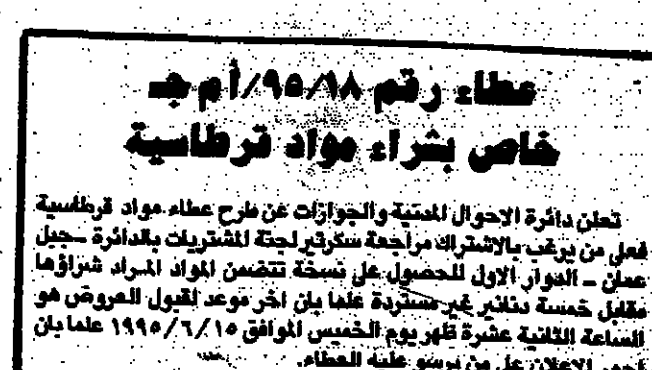 عطاء رقم ٩٥/١٨/أ م جـ
خاص بشراء مواد قرطاسية
تعلن دائرة الاحوال المدنية والجوازات عن طرح عطاء مواد قرطاسية
فعلى من يرغب بالاشتراك مراجعة سكرتير لجنة المشتريات بالدائرة ـ جبل
عمان ـ الدوار الاول للحصول على نسخة تتضمن المواد المراد شراؤها
مقابل خمسة دنانير غير مستردة علما بان اخر موعد لقبول العروض هو
الساعة الثانية عشرة ظهر يوم الخميس الموافق ١٩٩٥/٦/١٥ علما بان
اجور الاعلان على من يرسو عليه العطاء.